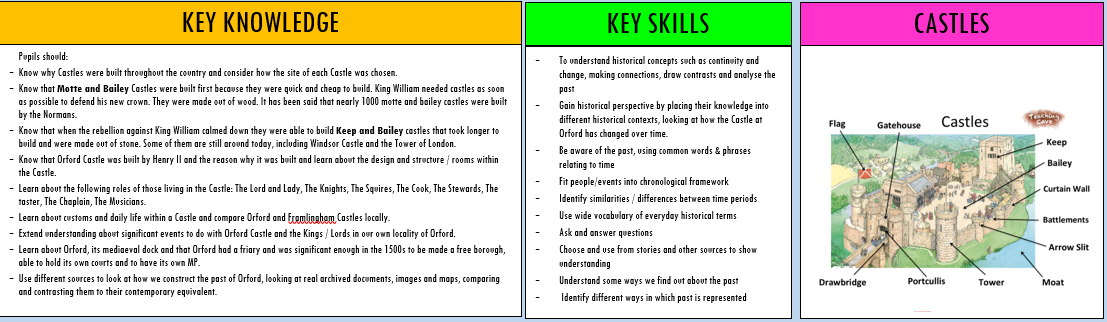 KEY KNOWLEDGE
Pupils should:
– Know why Castles were built throughout the country and consider how the site of each Castle was chosen.
– Know that Motte and Bailey Castles were built first because they were quick and cheap to build. King William needed castles as soon
as possible to defend his new crown. They were made out of wood. It has been said that nearly 1000 motte and bailey castles were built
by the Normans.
– Know that when the rebellion against King William calmed down they were able to build Keep and Bailey castles that took longer to
build and were made out of stone. Some of them are still around today, including Windsor Castle and the Tower of London.
– Know that Orford Castle was built by Henry II and the reason why it was built and learn about the design and structure / rooms within
the Castle.
– Learn about the following roles of those living in the Castle: The Lord and Lady, The Knights, The Squires, The Cook, The Stewards, The
taster, The Chaplain, The Musicians.
– Learn about customs and daily life within a Castle and compare Orford and Framlingham Castles locally.
– Extend understanding about significant events to do with Orford Castle and the Kings / Lords in our own locality of Orford.
– Learn about Orford, its mediaeval dock and that Orford had a friary and was significant enough in the 1500s to be made a free borough,
able to hold its own courts and to have its own MP.
– Use different sources to look at how we construct the past of Orford, looking at real archived documents, images and maps, comparing
and contrasting them to their contemporary equivalent.
KEY SKILLS
– To understand historical concepts such as continuity and
change, making connections, draw contrasts and analyse the
past
– Gain historical perspective by placing their knowledge into
different historical contexts, looking at how the Castle at
Orford has changed over time.
– Be aware of the past, using common words & phrases
relating to time
– Fit people/events into chronological framework
– Identify similarities / differences between time periods
– Use wide vocabulary of everyday historical terms
– Ask and answer questions
– Choose and use from stories and other sources to show
understanding
– Understand some ways we find out about the past
– Identify different ways in which past is represented
CASTLES
Castles
Teaching
Cave
Flag
Gatehouse
Keep
Bailey
Curtain Wall
Battlements
Arrow Slit
Drawbridge
Portcullis
Tower
Moat